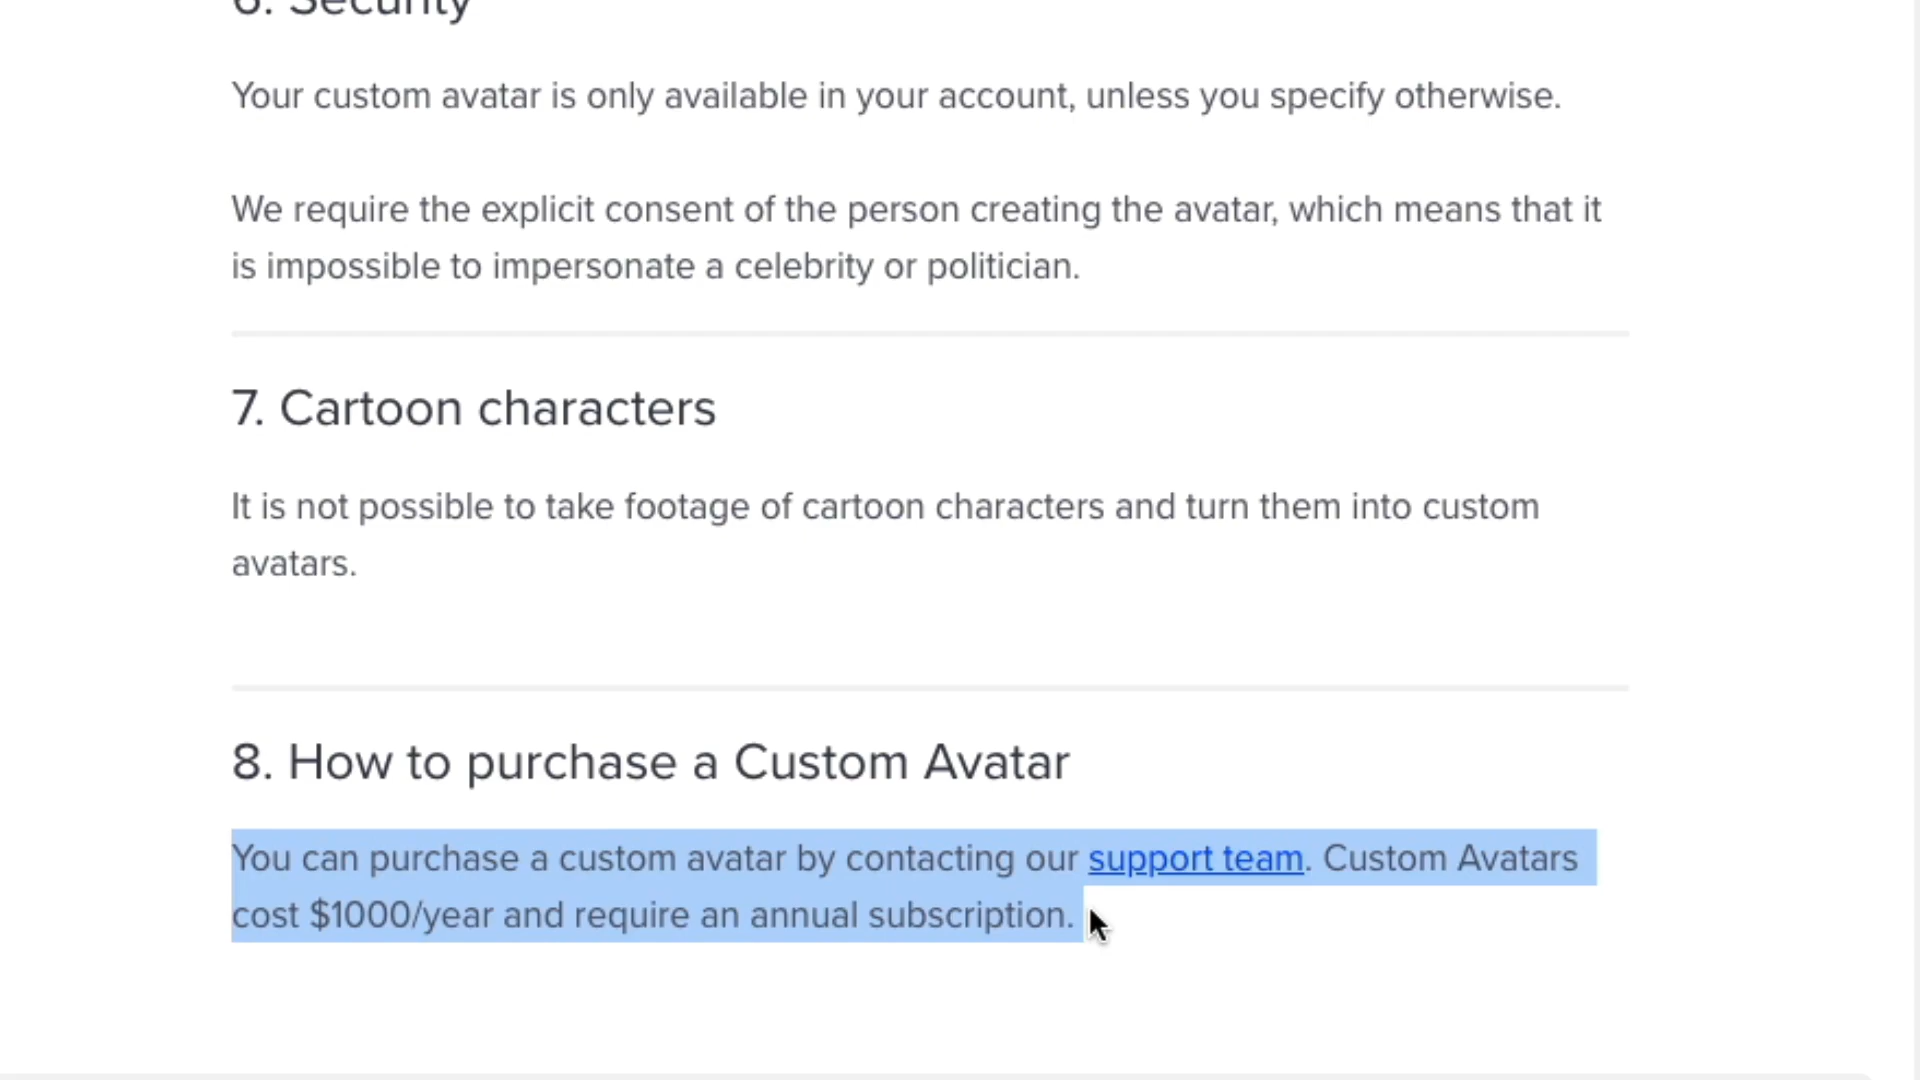 6. Security
Your custom avatar is only available in your account, unless you specify otherwise.
We require the explicit consent of the person creating the avatar, which means that it
is impossible to impersonate a celebrity or politician.
7. Cartoon characters
It is not possible to take footage of cartoon characters and turn them into custom
avatars.
8. How to purchase a Custom Avatar
You can purchase a custom avatar by contacting our support team. Custom Avatars
cost $1000/year and require an annual subscription.